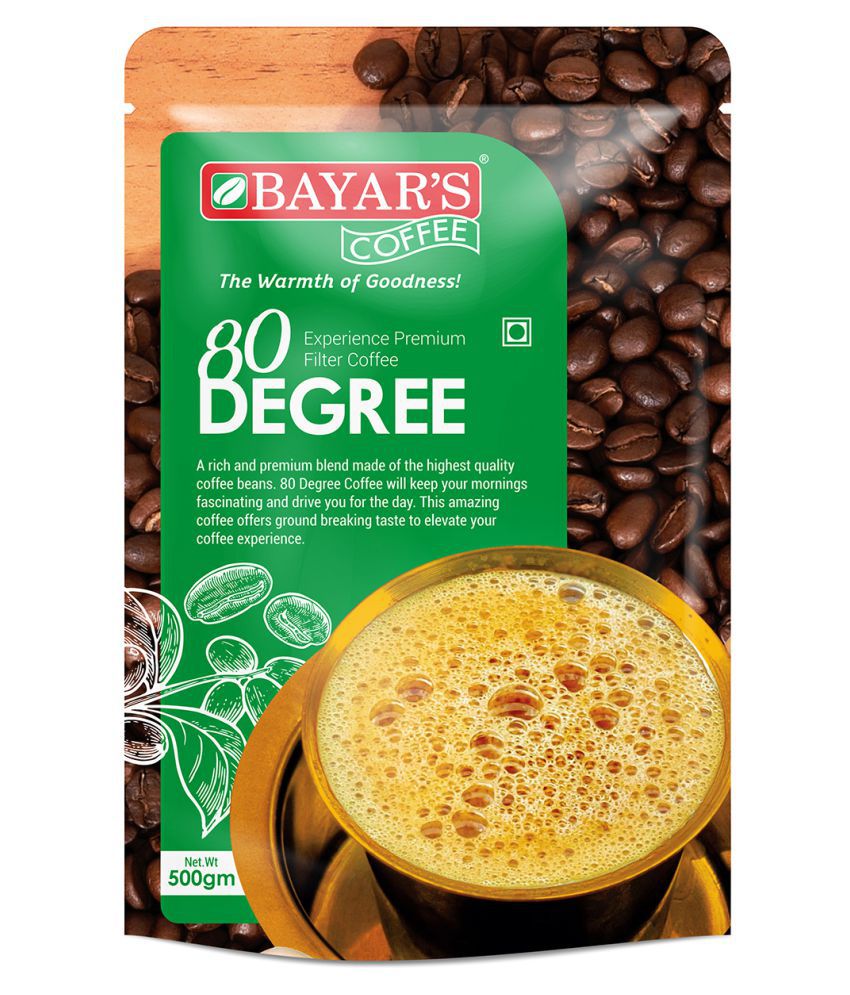 BAYAR'S®
COFFEE
The Warmth of Goodness!
80
Experience Premium
Filter Coffee
DEGREE
A rich and premium blend made of the highest quality
coffee beans. 80 Degree Coffee will keep your mornings
fascinating and drive you for the day. This amazing
coffee offers ground breaking taste to elevate your
coffee experience.
Net.Wt
500gm